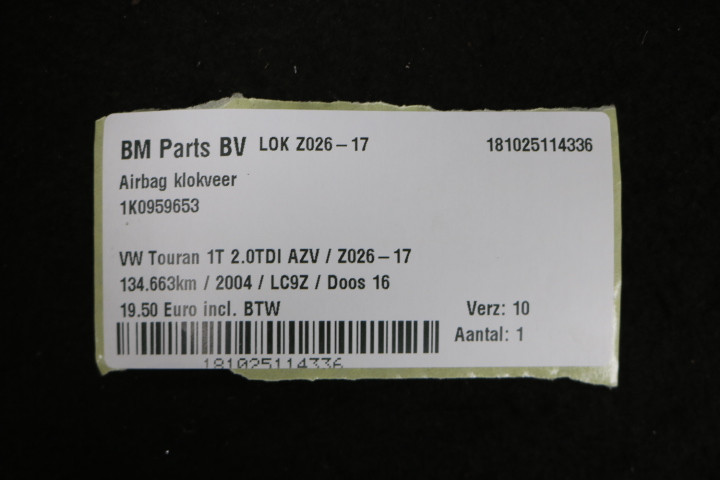 BM Parts BV LOK Z026-17 181025114336
Airbag klokveer
1K0959653
VW Touran 1T 2.0TDI AZV / Z026-17
134.663km / 2004 / LC9Z / Doos 16
19.50 Euro incl. BTW Verz: 10
Aantal: 1
181025114336